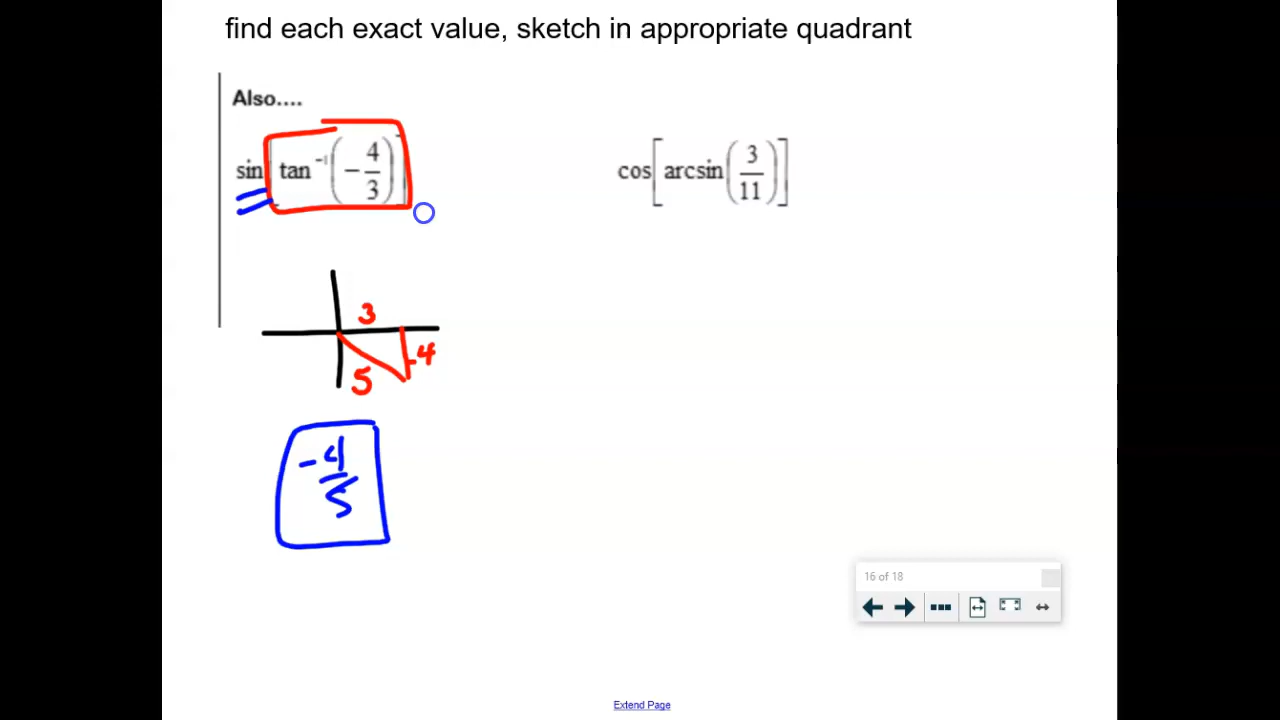 find each exact value, sketch in appropriate quadrant
Also....
sin[tan⁻¹(-4/3)]
cos[arcsin(3/11)]
3
-4
5
-4/5
16 of 18
Extend Page